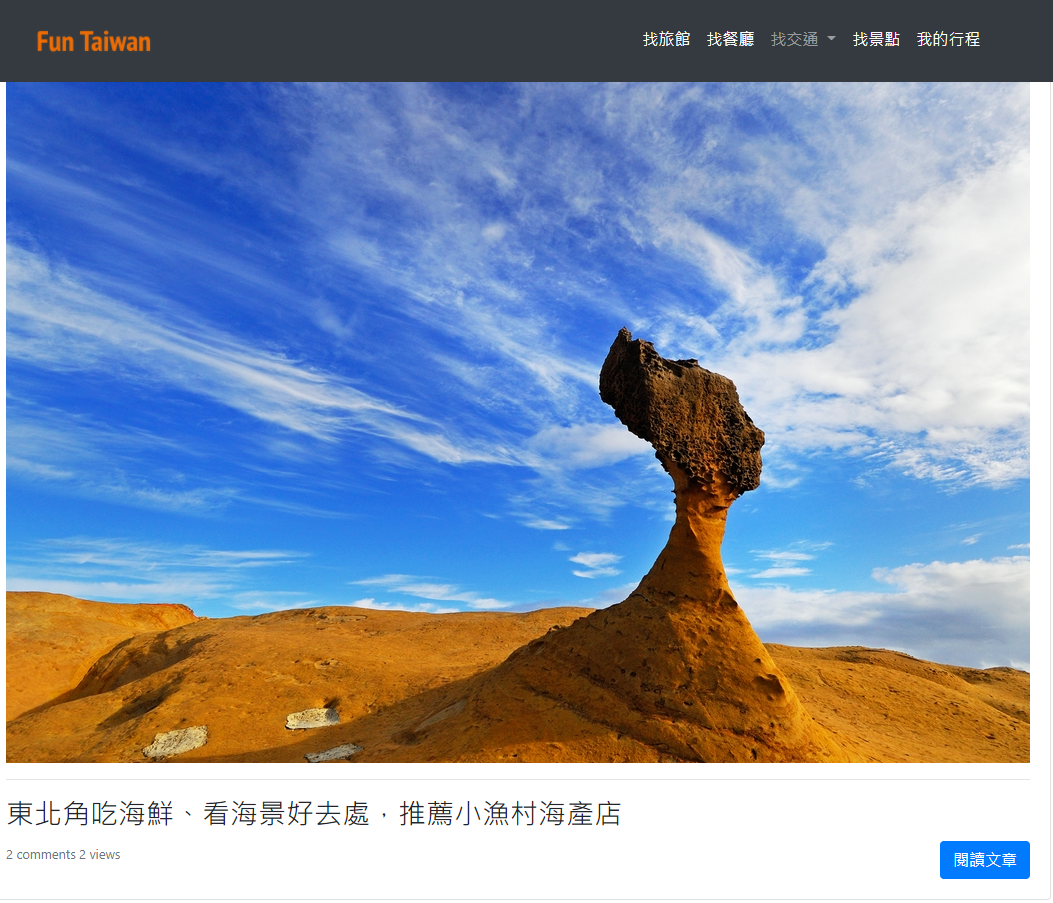 Fun Taiwan
找旅館 找餐廳 找交通 找景點 我的行程
東北角吃海鮮、看海景好去處，推薦小漁村海產店
2 comments 2 views
閱讀文章